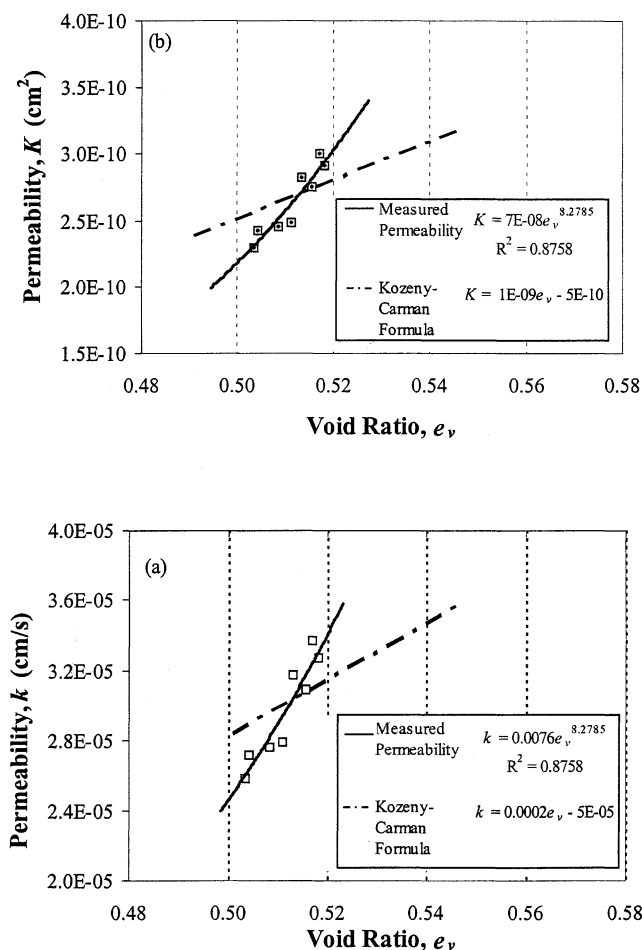 4.0E-10
(b)
3.5E-10
3.0E-10
2.5E-10
2.0E-10
1.5E-10
Permeability, K (cm²)
Measured Permeability K = 7E-08eᵥ^8.2785
R² = 0.8758
Kozeny-Carman Formula K = 1E-09eᵥ - 5E-10
0.48 0.50 0.52 0.54 0.56 0.58
Void Ratio, eᵥ
4.0E-05
(a)
3.6E-05
3.2E-05
2.8E-05
2.4E-05
2.0E-05
Permeability, k (cm/s)
Measured Permeability k = 0.0076eᵥ^8.2785
R² = 0.8758
Kozeny-Carman Formula k = 0.0002eᵥ - 5E-05
0.48 0.50 0.52 0.54 0.56 0.58
Void Ratio, eᵥ